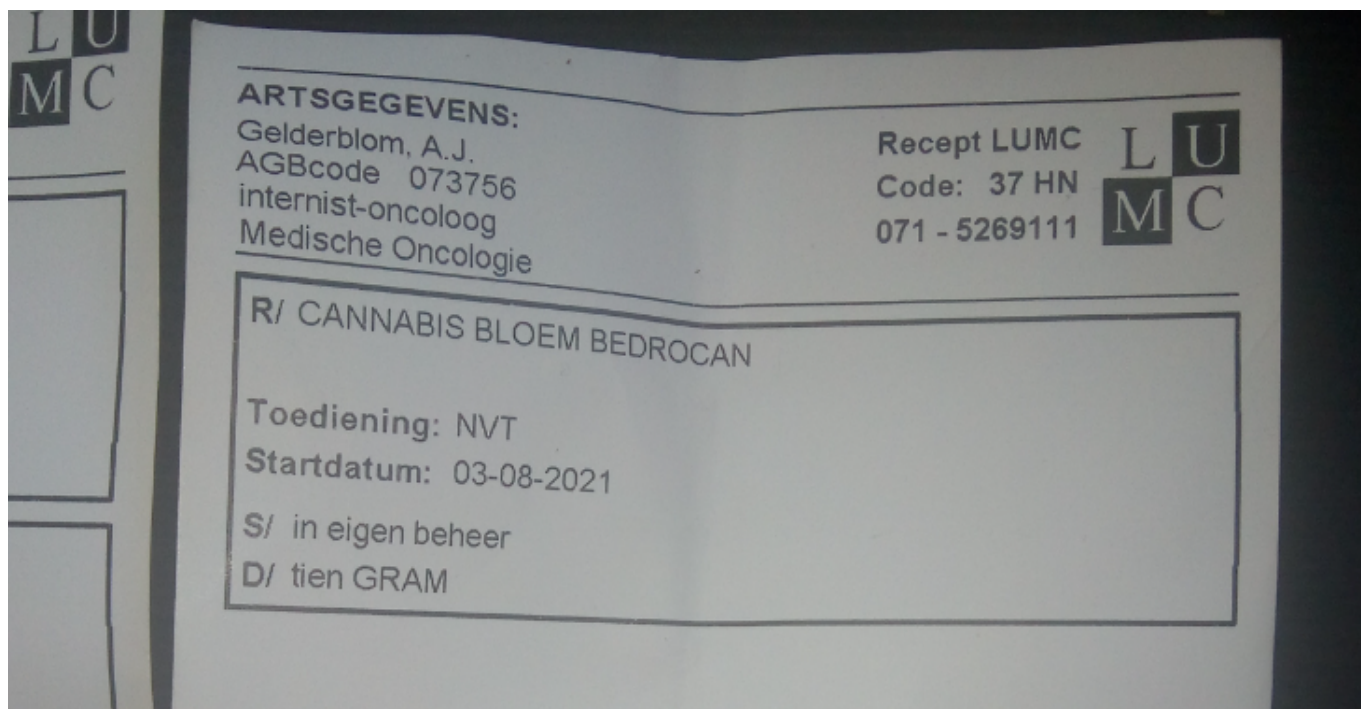 L U
M C
ARTSGEGEVENS:
Gelderblom, A.J.
AGBcode 073756
internist-oncoloog
Medische Oncologie
Recept LUMC
Code: 37 HN
071 - 5269111
L U
M C
R/ CANNABIS BLOEM BEDROCAN
Toediening: NVT
Startdatum: 03-08-2021
S/ in eigen beheer
D/ tien GRAM